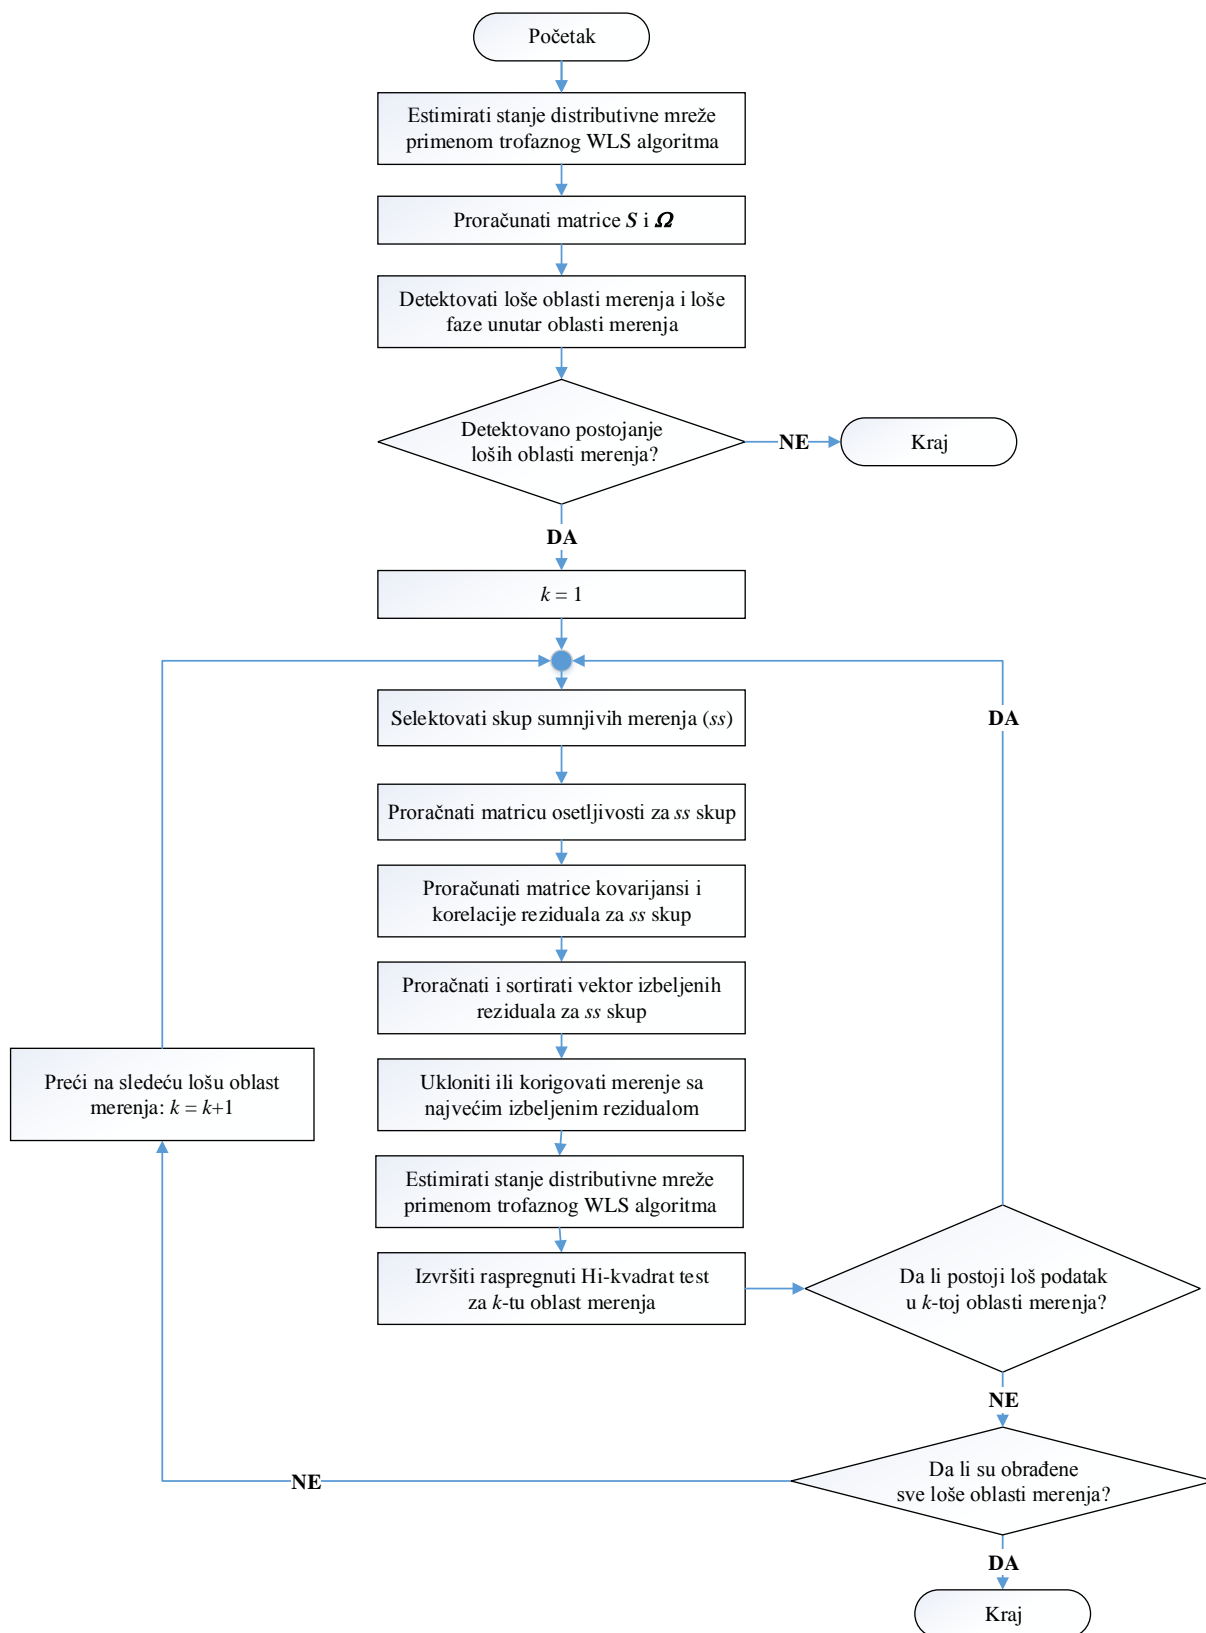 Početak
Estimirati stanje distributivne mreže
primenom trofaznog WLS algoritma
Proračunati matrice S i Ω
Detektovati loše oblasti merenja i loše
faze unutar oblasti merenja
Detektovano postojanje
loših oblasti merenja?
NE
Kraj
DA
k = 1
Selektovati skup sumnjivih merenja (ss)
DA
Proračnati matricu osetljivosti za ss skup
Proračunati matrice kovarijansi i
korelacije reziduala za ss skup
Proračnati i sortirati vektor izbeljenih
reziduala za ss skup
Preći na sledeću lošu oblast
merenja: k = k+1
Ukloniti ili korigovati merenje sa
najvećim izbeljenim rezidualom
Estimirati stanje distributivne mreže
primenom trofaznog WLS algoritma
Izvršiti raspregnuti Hi-kvadrat test
za k-tu oblast merenja
Da li postoji loš podatak
u k-toj oblasti merenja?
NE
Da li su obrađene
sve loše oblasti merenja?
NE
DA
Kraj